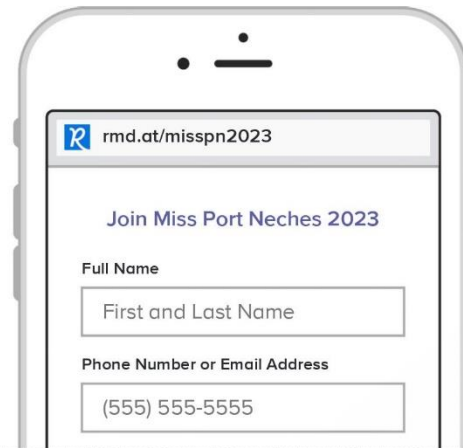 R rmd.at/misspn2023
Join Miss Port Neches 2023
Full Name
First and Last Name
Phone Number or Email Address
(555) 555-5555